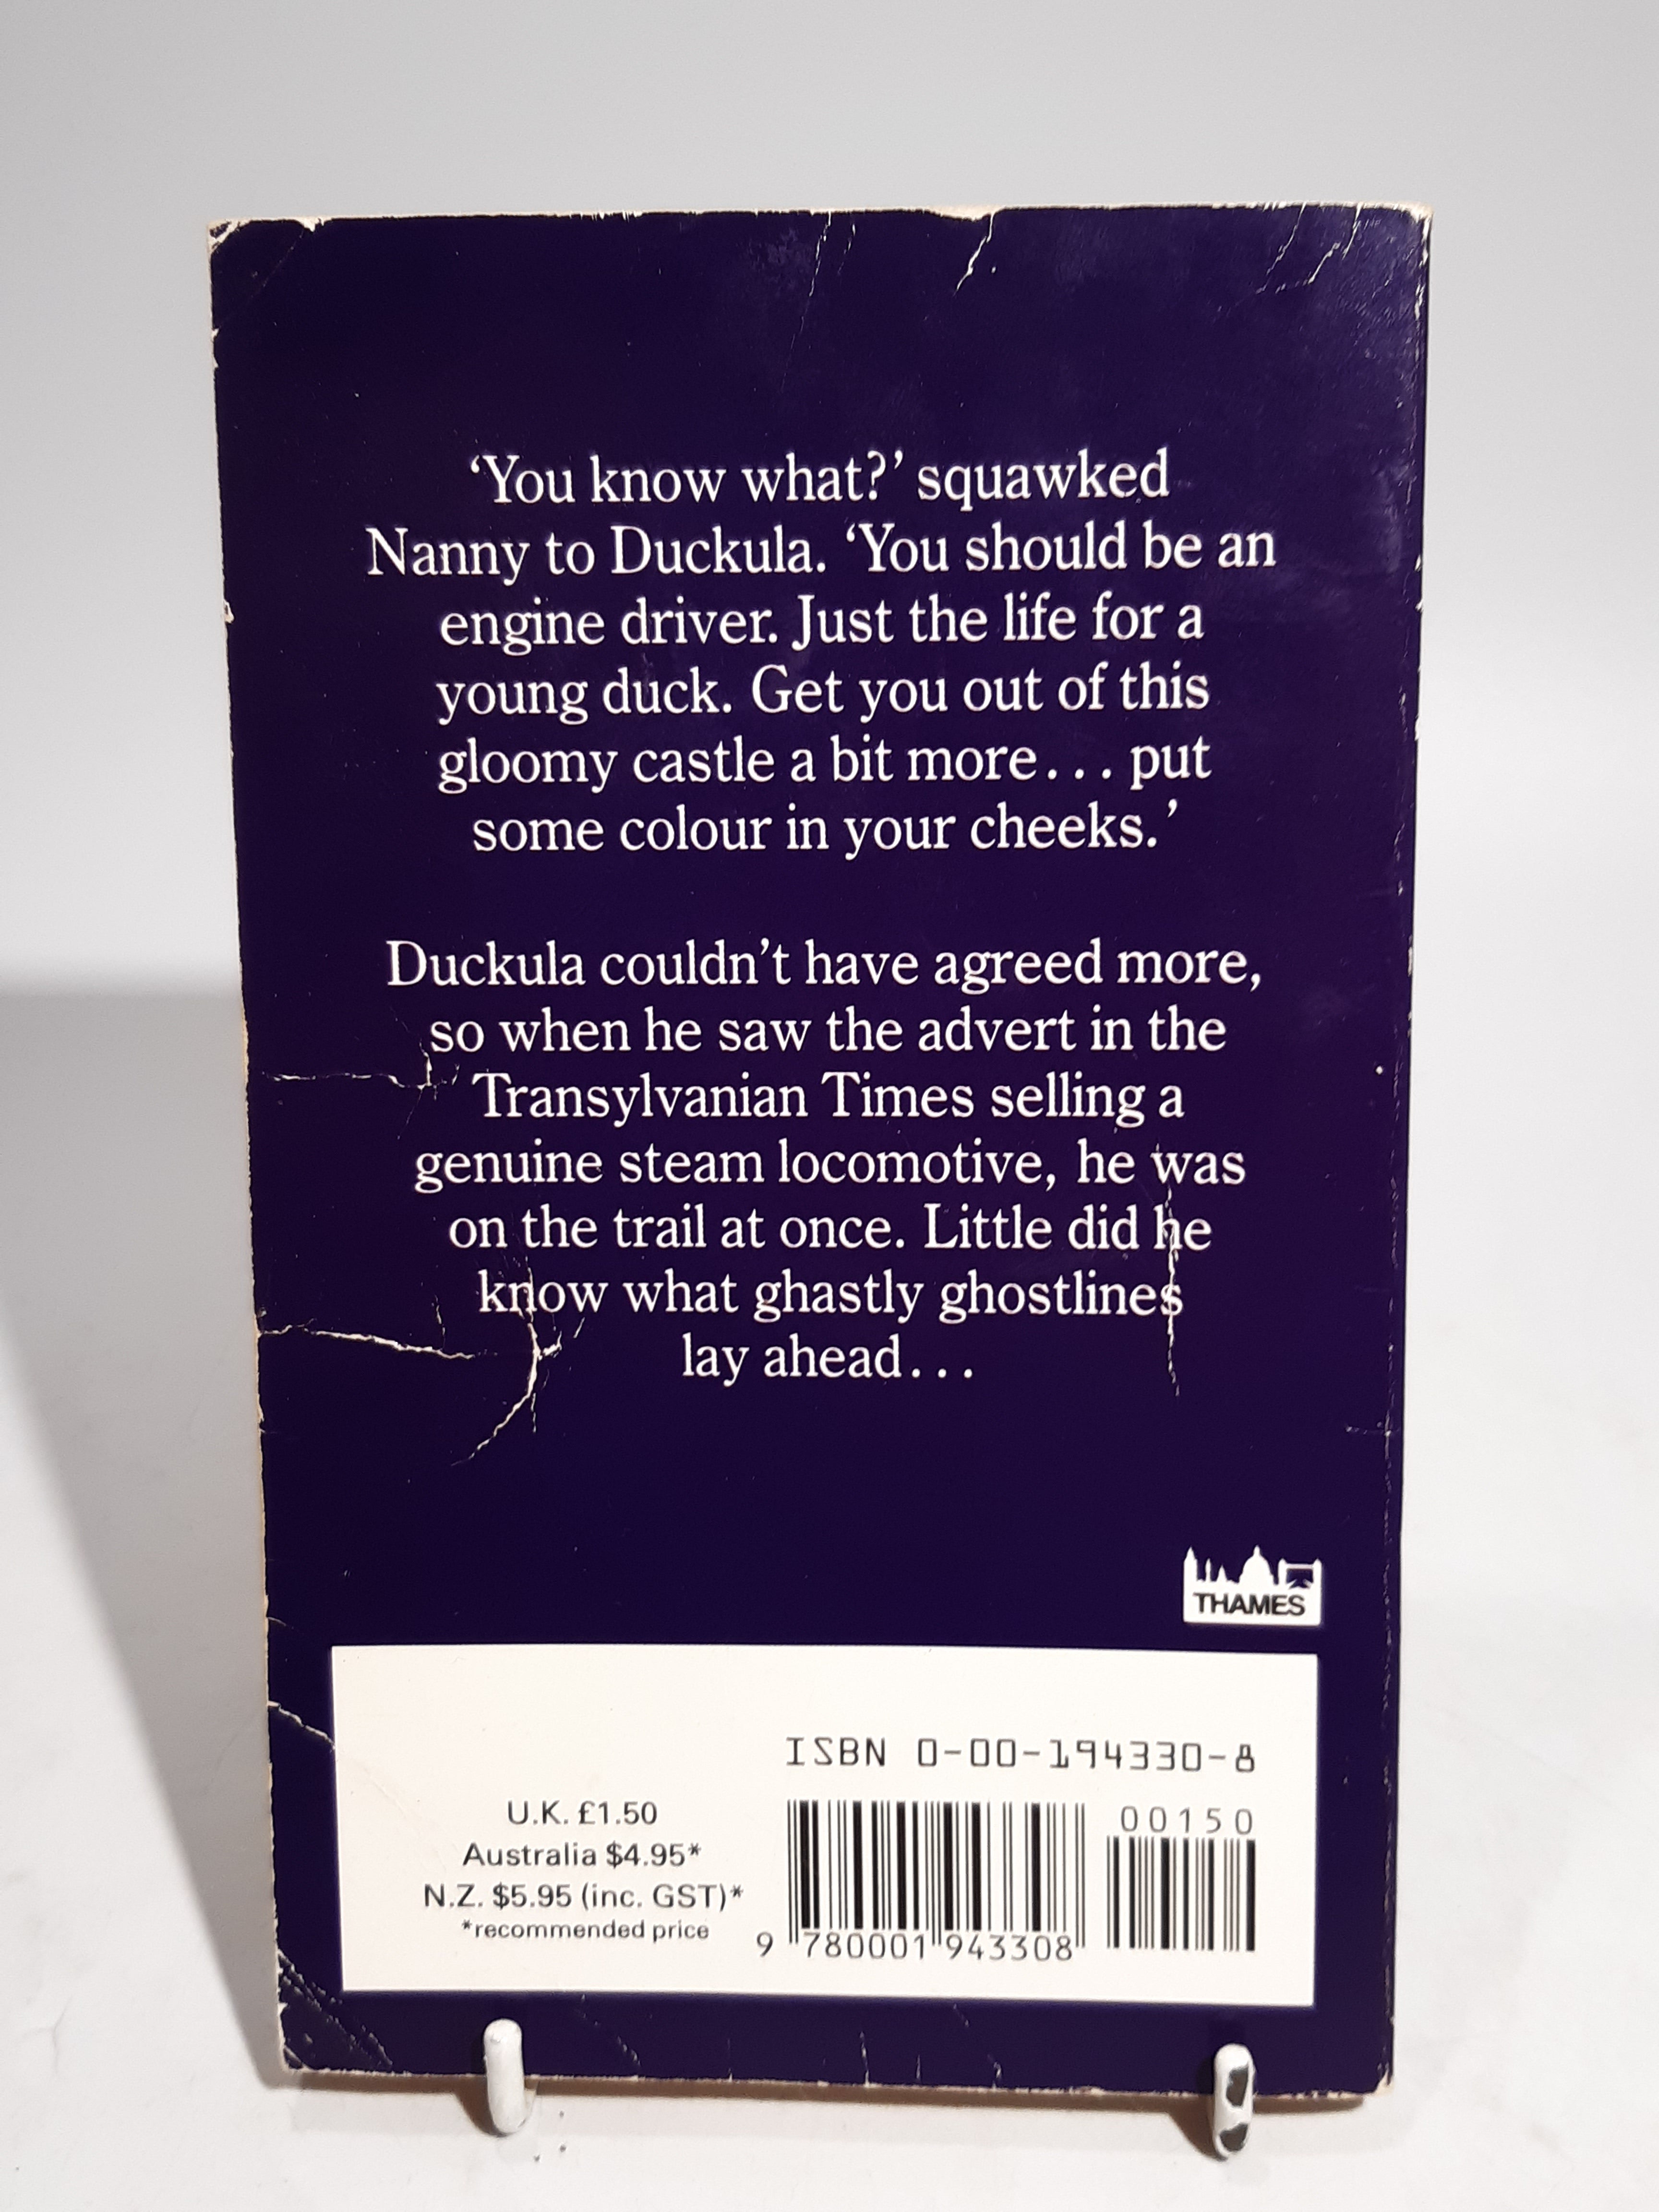 ‘You know what?’ squawked
Nanny to Duckula. ‘You should be an
engine driver. Just the life for a
young duck. Get you out of this
gloomy castle a bit more... put
some colour in your cheeks.’
Duckula couldn’t have agreed more,
so when he saw the advert in the
Transylvanian Times selling a
genuine steam locomotive, he was
on the trail at once. Little did he
know what ghastly ghostlines
lay ahead...
THAMES
ISBN 0-00-194330-8
U.K. £1.50
Australia $4.95*
N.Z. $5.95 (inc. GST)*
*recommended price
00150
9 780001 943308